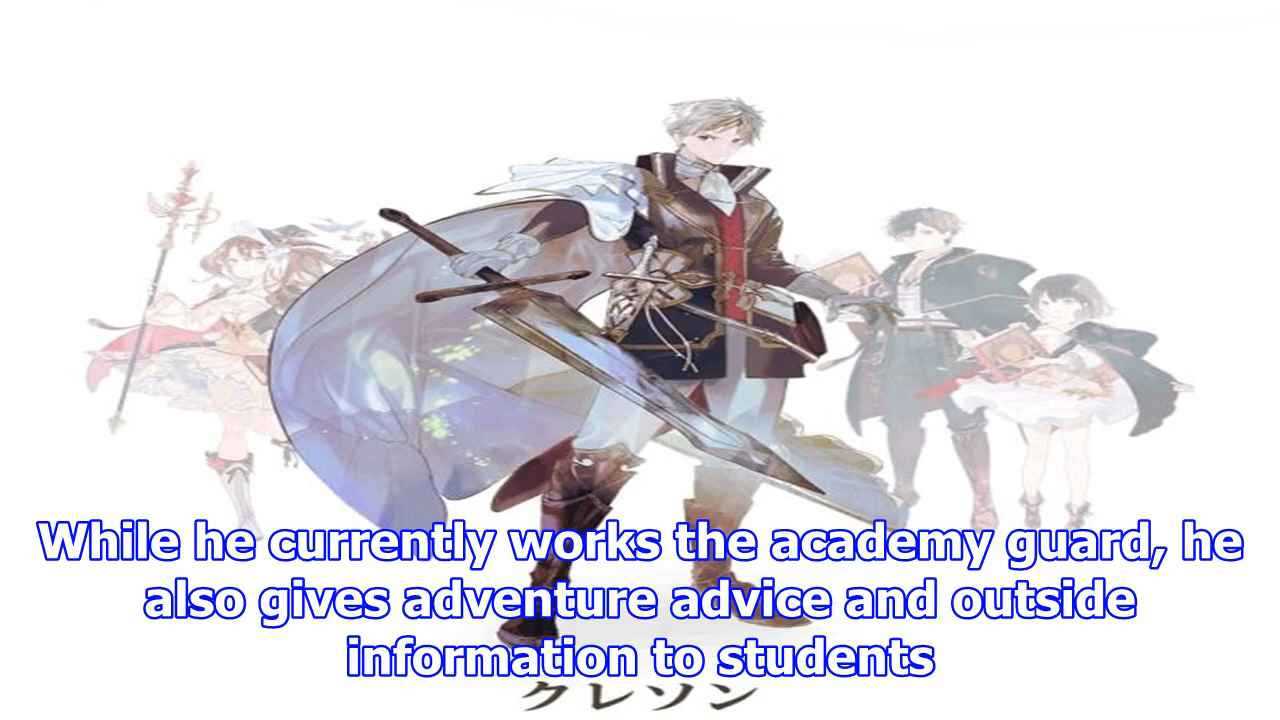 While he currently works the academy guard, he
also gives adventure advice and outside
information to students
クレソン